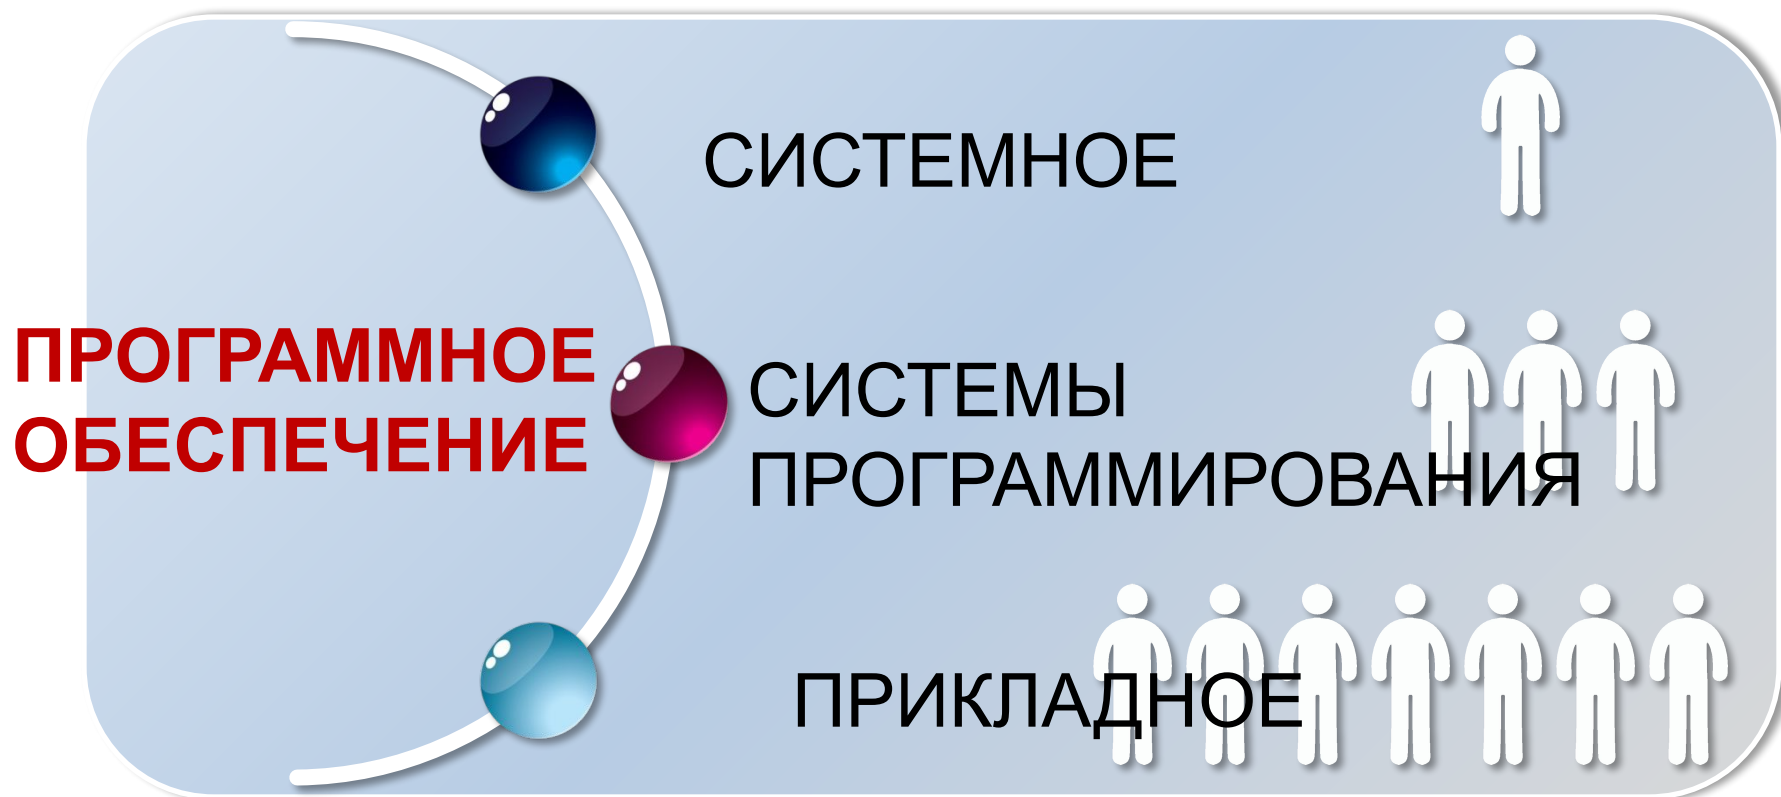 СИСТЕМНОЕ
ПРОГРАММНОЕ
ОБЕСПЕЧЕНИЕ
СИСТЕМЫ
ПРОГРАММИРОВАНИЯ
ПРИКЛАДНОЕ